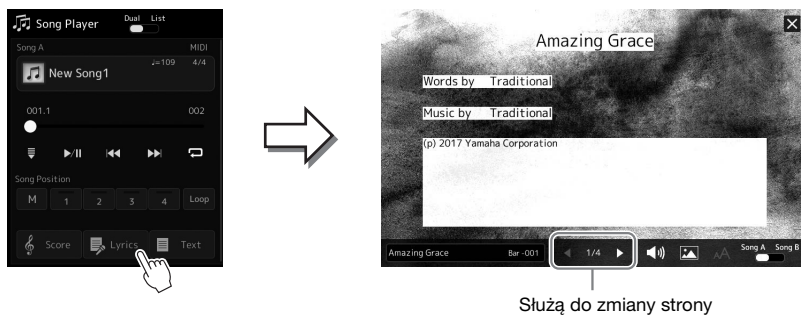 Song Player
Dual List
Song A MIDI
New Song1
♩=109 4/4
001.1 002
Song Position
M 1 2 3 4 Loop
Score Lyrics Text
Amazing Grace
Words by Traditional
Music by Traditional
(p) 2017 Yamaha Corporation
Amazing Grace Bar -001 1/4 AA Song A Song B
Służą do zmiany strony